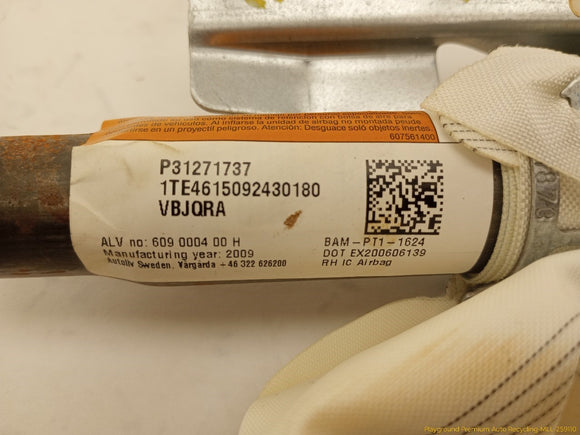 como sistema de retención con bolsa de aire para
de vehículos. Al inflarse la unidad de airbag no montada puede
en un proyectil peligroso. Atención: Desguace soló objetos inertes.
607561400
P31271737
1TE4615092430180
VBJQRA
ALV no: 609 0004 00 H
Manufacturing year: 2009
Autoliv Sweden, Vårgårda +46 322 626200
BAM-PT1-1624
DOT EX200606139
RH IC Airbag
Playground Premium Auto Recycling-MLL-259110